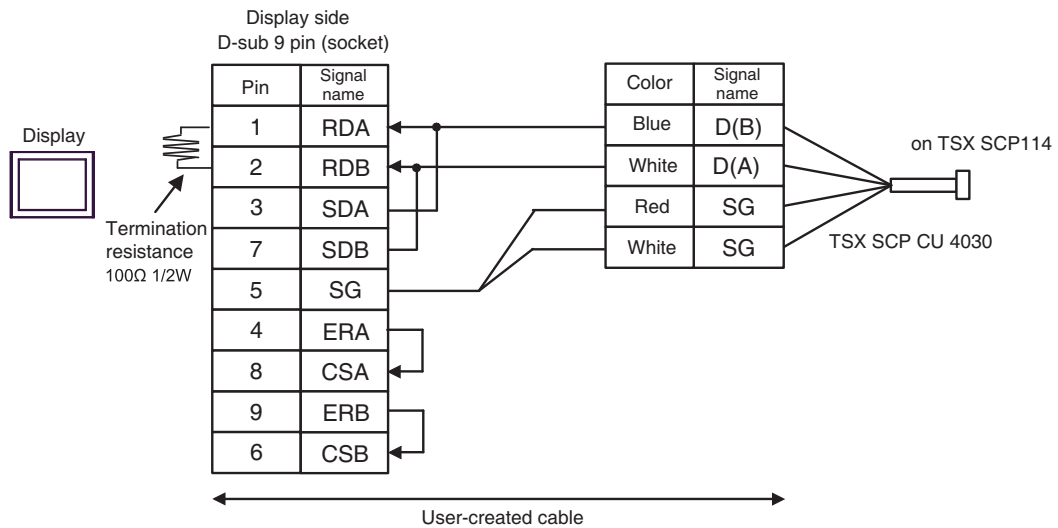 Display side
D-sub 9 pin (socket)
Pin
Signal
name
1 RDA
2 RDB
3 SDA
7 SDB
5 SG
4 ERA
8 CSA
9 ERB
6 CSB
Display
Termination
resistance
100Ω 1/2W
Color
Signal
name
Blue D(B)
White D(A)
Red SG
White SG
on TSX SCP114
TSX SCP CU 4030
User-created cable